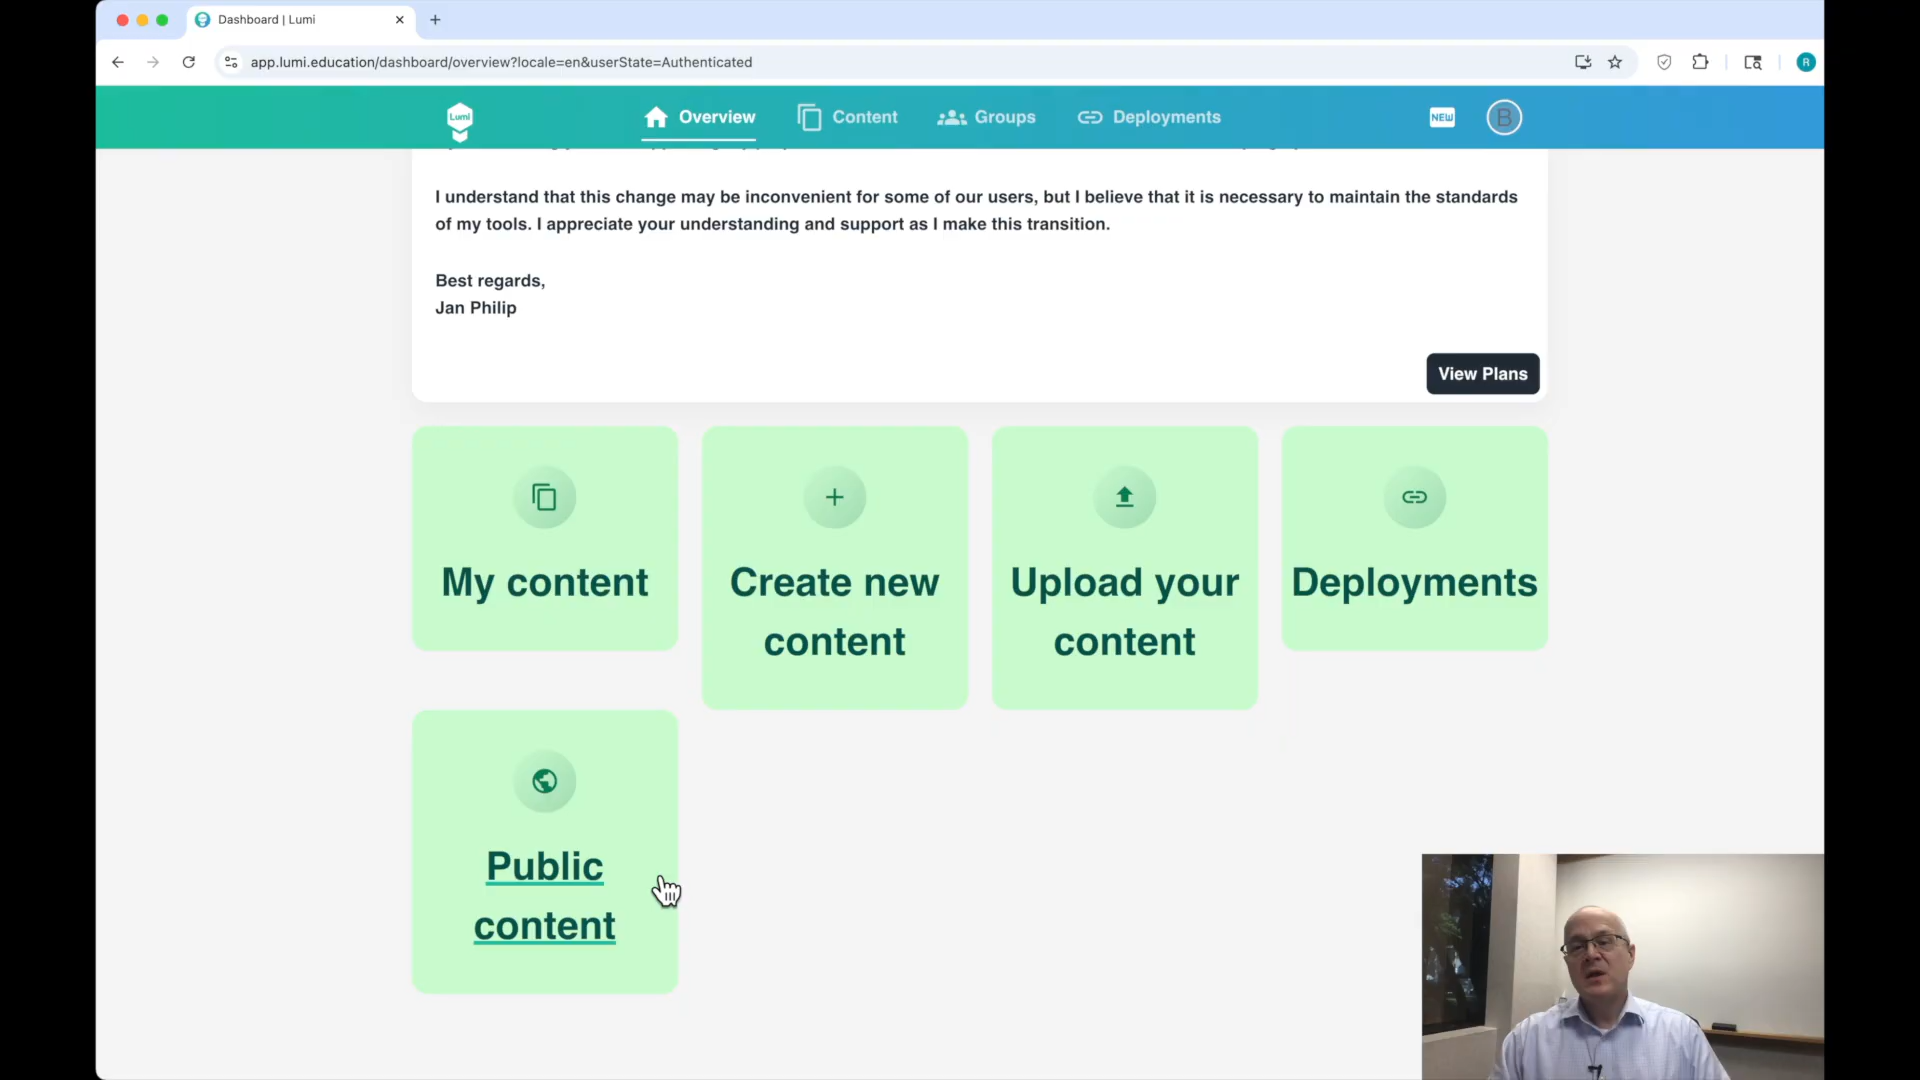 Dashboard | Lumi
app.lumi.education/dashboard/overview?locale=en&userState=Authenticated
R
Lumi
Overview
Content
Groups
Deployments
NEW
B
I understand that this change may be inconvenient for some of our users, but I believe that it is necessary to maintain the standards
of my tools. I appreciate your understanding and support as I make this transition.
Best regards,
Jan Philip
View Plans
My content
Create new
content
Upload your
content
Deployments
Public
content